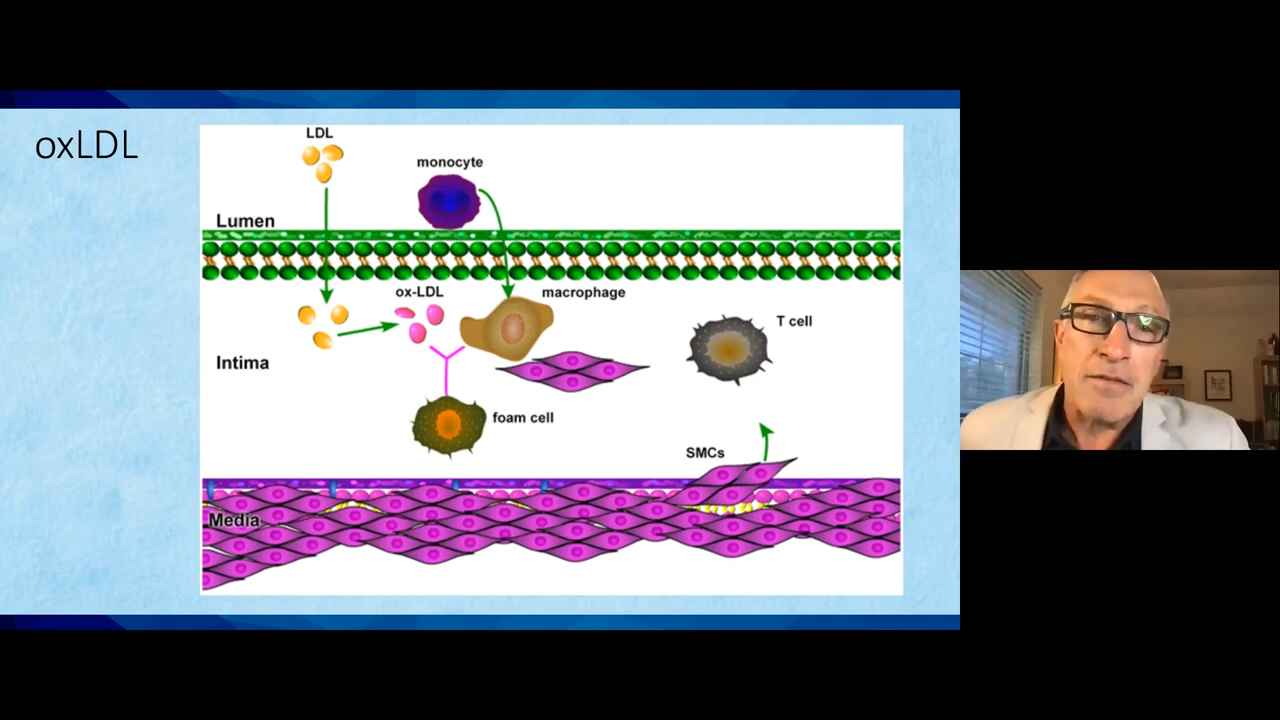 oxLDL
LDL
monocyte
Lumen
ox-LDL
macrophage
T cell
Intima
foam cell
SMCs
Media